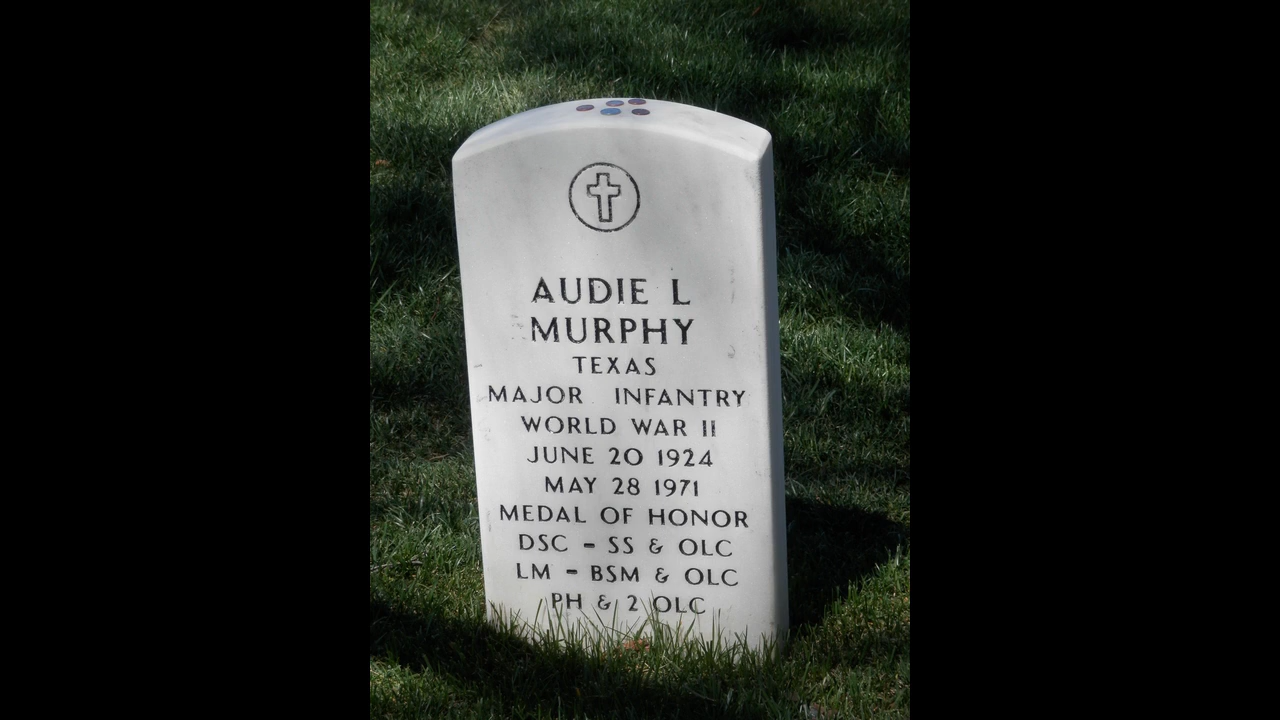 AUDIE L
MURPHY
TEXAS
MAJOR INFANTRY
WORLD WAR II
JUNE 20 1924
MAY 28 1971
MEDAL OF HONOR
DSC – SS & OLC
LM – BSM & OLC
PH & 2 OLC